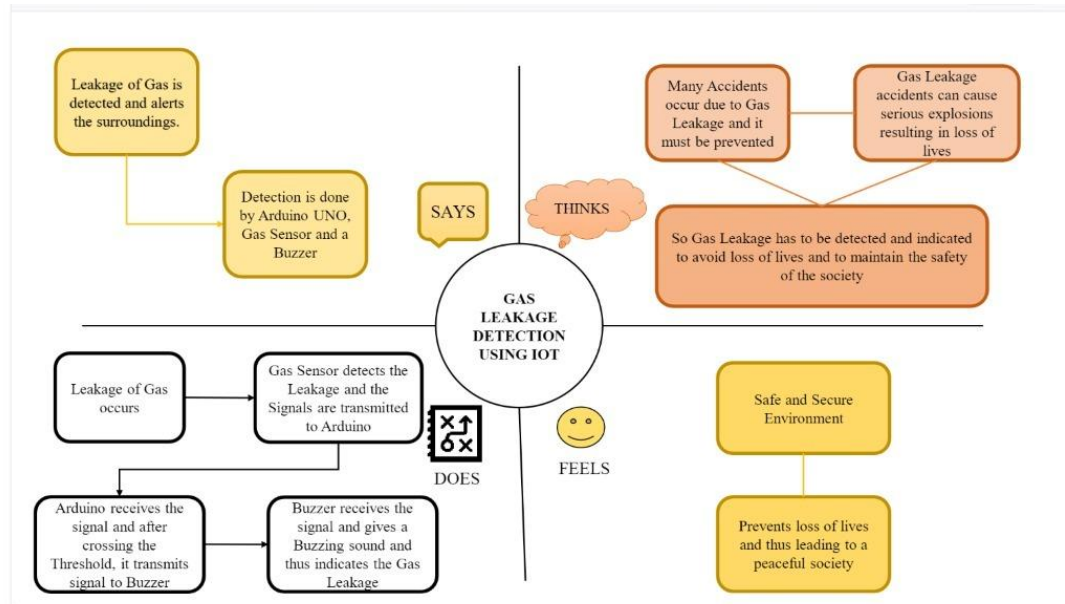 Leakage of Gas is
detected and alerts
the surroundings.
Detection is done
by Arduino UNO,
Gas Sensor and a
Buzzer
SAYS
THINKS
Many Accidents
occur due to Gas
Leakage and it
must be prevented
Gas Leakage
accidents can cause
serious explosions
resulting in loss of
lives
So Gas Leakage has to be detected and indicated
to avoid loss of lives and to maintain the safety
of the society
GAS
LEAKAGE
DETECTION
USING IOT
Leakage of Gas
occurs
Gas Sensor detects the
Leakage and the
Signals are transmitted
to Arduino
Arduino receives the
signal and after
crossing the
Threshold, it transmits
signal to Buzzer
Buzzer receives the
signal and gives a
Buzzing sound and
thus indicates the Gas
Leakage
DOES
FEELS
Safe and Secure
Environment
Prevents loss of lives
and thus leading to a
peaceful society